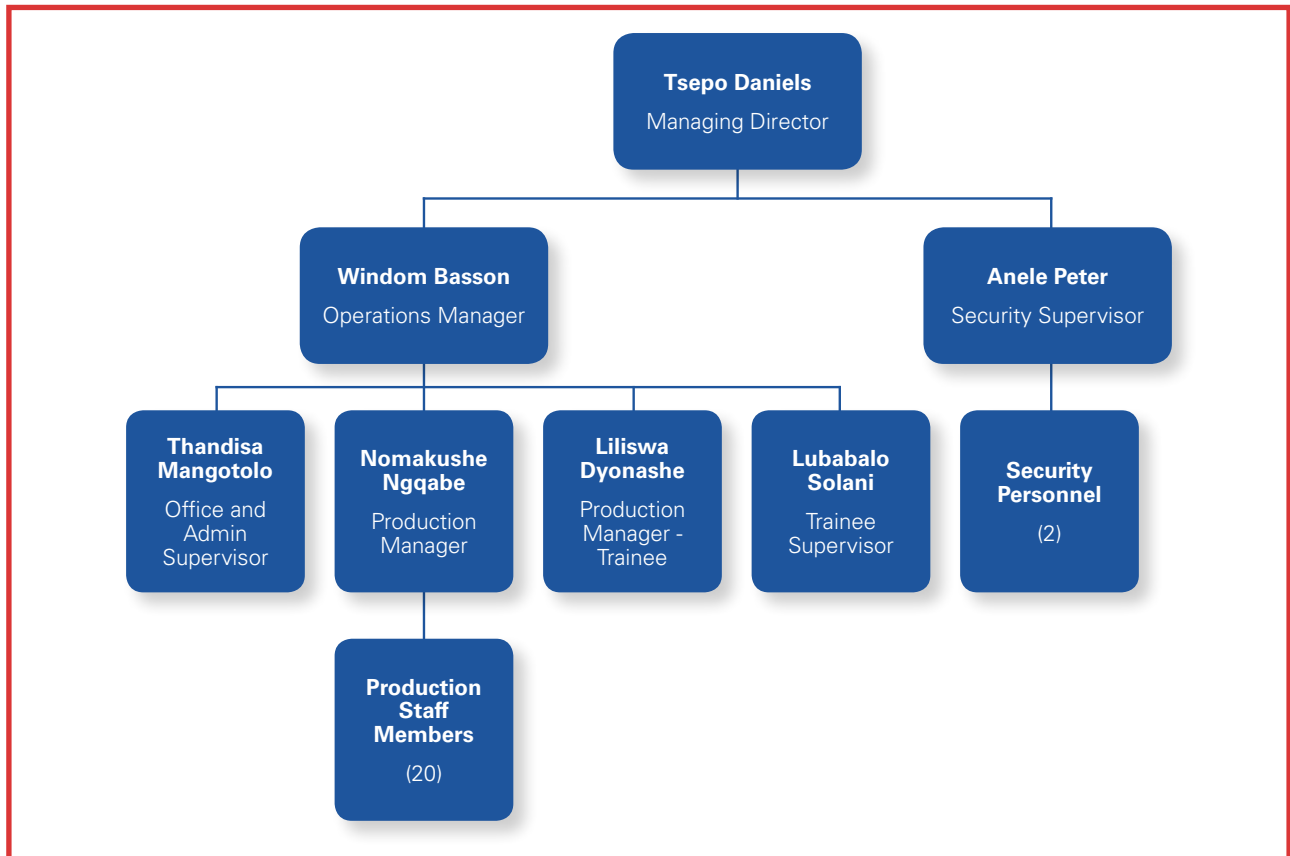 Tsepo Daniels
Managing Director
Windom Basson
Operations Manager
Anele Peter
Security Supervisor
Thandisa
Mangotolo
Office and
Admin
Supervisor
Nomakushe
Ngqabe
Production
Manager
Liliswa
Dyonashe
Production
Manager -
Trainee
Lubabalo
Solani
Trainee
Supervisor
Security
Personnel
(2)
Production
Staff
Members
(20)